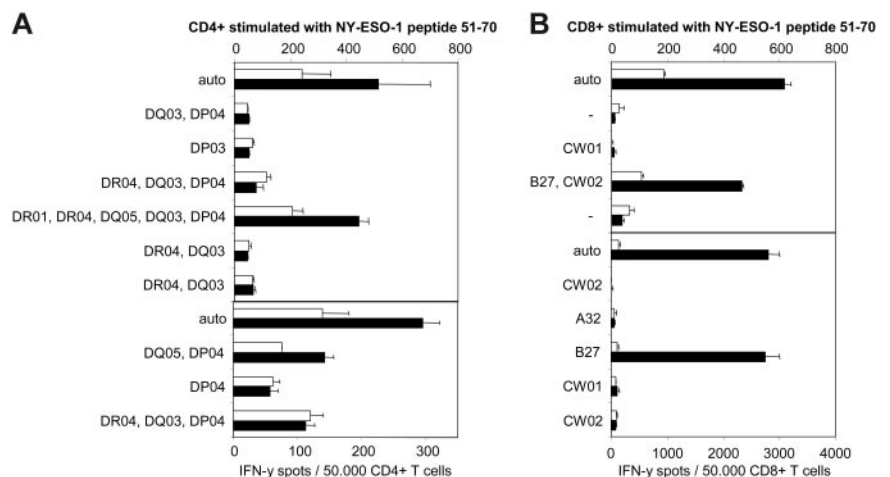 A
CD4+ stimulated with NY-ESO-1 peptide 51-70
0 200 400 600 800
auto
DQ03, DP04
DP03
DR04, DQ03, DP04
DR01, DR04, DQ05, DQ03, DP04
DR04, DQ03
DR04, DQ03
auto
DQ05, DP04
DP04
DR04, DQ03, DP04
0 100 200 300
IFN-y spots / 50.000 CD4+ T cells
B
CD8+ stimulated with NY-ESO-1 peptide 51-70
0 200 400 600 800
auto
-
CW01
B27, CW02
-
auto
CW02
A32
B27
CW01
CW02
0 1000 2000 3000 4000
IFN-y spots / 50.000 CD8+ T cells